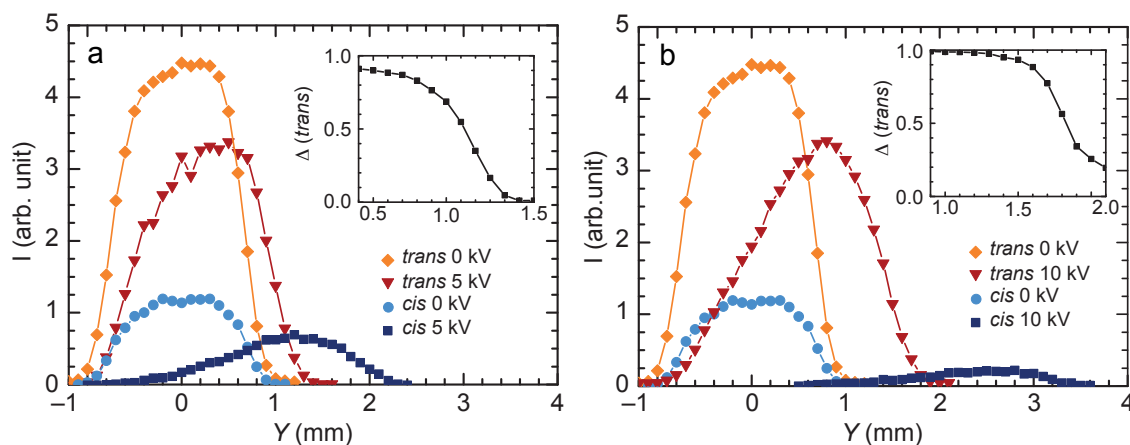 a
I (arb. unit)
5
4
3
2
1
0
–1
0
1
2
3
4
Y (mm)
Δ (trans)
1.0
0.5
0.0
0.5
1.0
1.5
trans 0 kV
trans 5 kV
cis 0 kV
cis 5 kV
b
I (arb.unit)
5
4
3
2
1
0
–1
0
1
2
3
4
Y (mm)
Δ (trans)
1.0
0.5
0.0
1.0
1.5
2.0
trans 0 kV
trans 10 kV
cis 0 kV
cis 10 kV